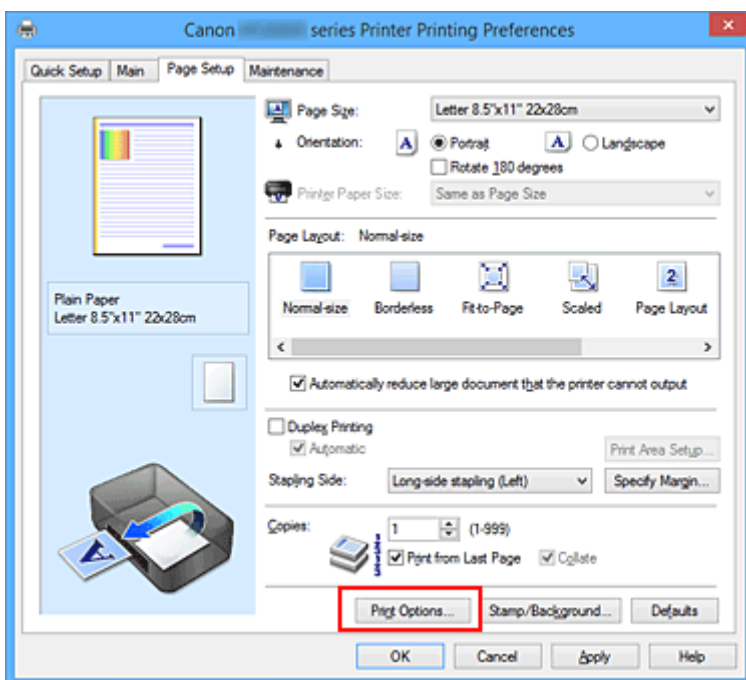 Canon series Printer Printing Preferences
Quick Setup Main Page Setup Maintenance
Page Size: Letter 8.5"x11" 22x28cm
Orientation: A Portrait A Landscape
Rotate 180 degrees
Printer Paper Size: Same as Page Size
Page Layout: Normal-size
2
Normal-size Borderless Fit-to-Page Scaled Page Layout
Plain Paper
Letter 8.5"x11" 22x28cm
Automatically reduce large document that the printer cannot output
Duplex Printing
Automatic Print Area Setup...
Stapling Side: Long-side stapling (Left) Specify Margin...
Copies: 1 (1-999)
Print from Last Page Collate
A
Print Options... Stamp/Background... Defaults
OK Cancel Apply Help